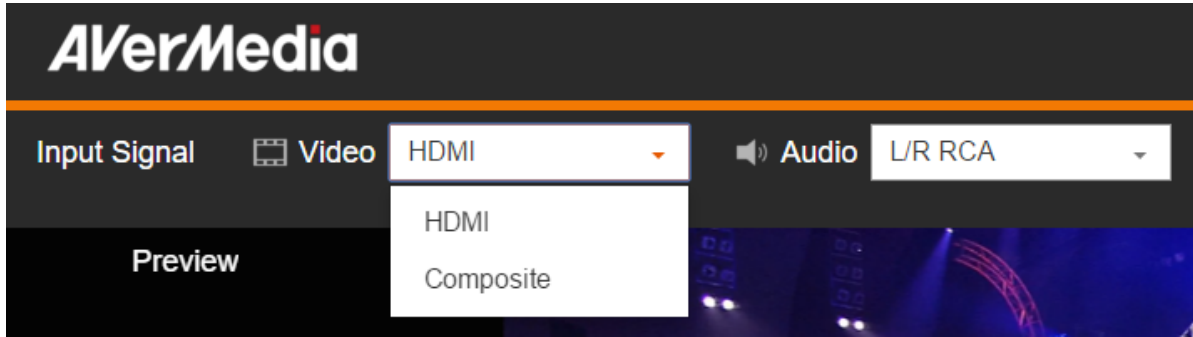 AVerMedia
Input Signal Video HDMI Audio L/R RCA
HDMI
Preview
Composite